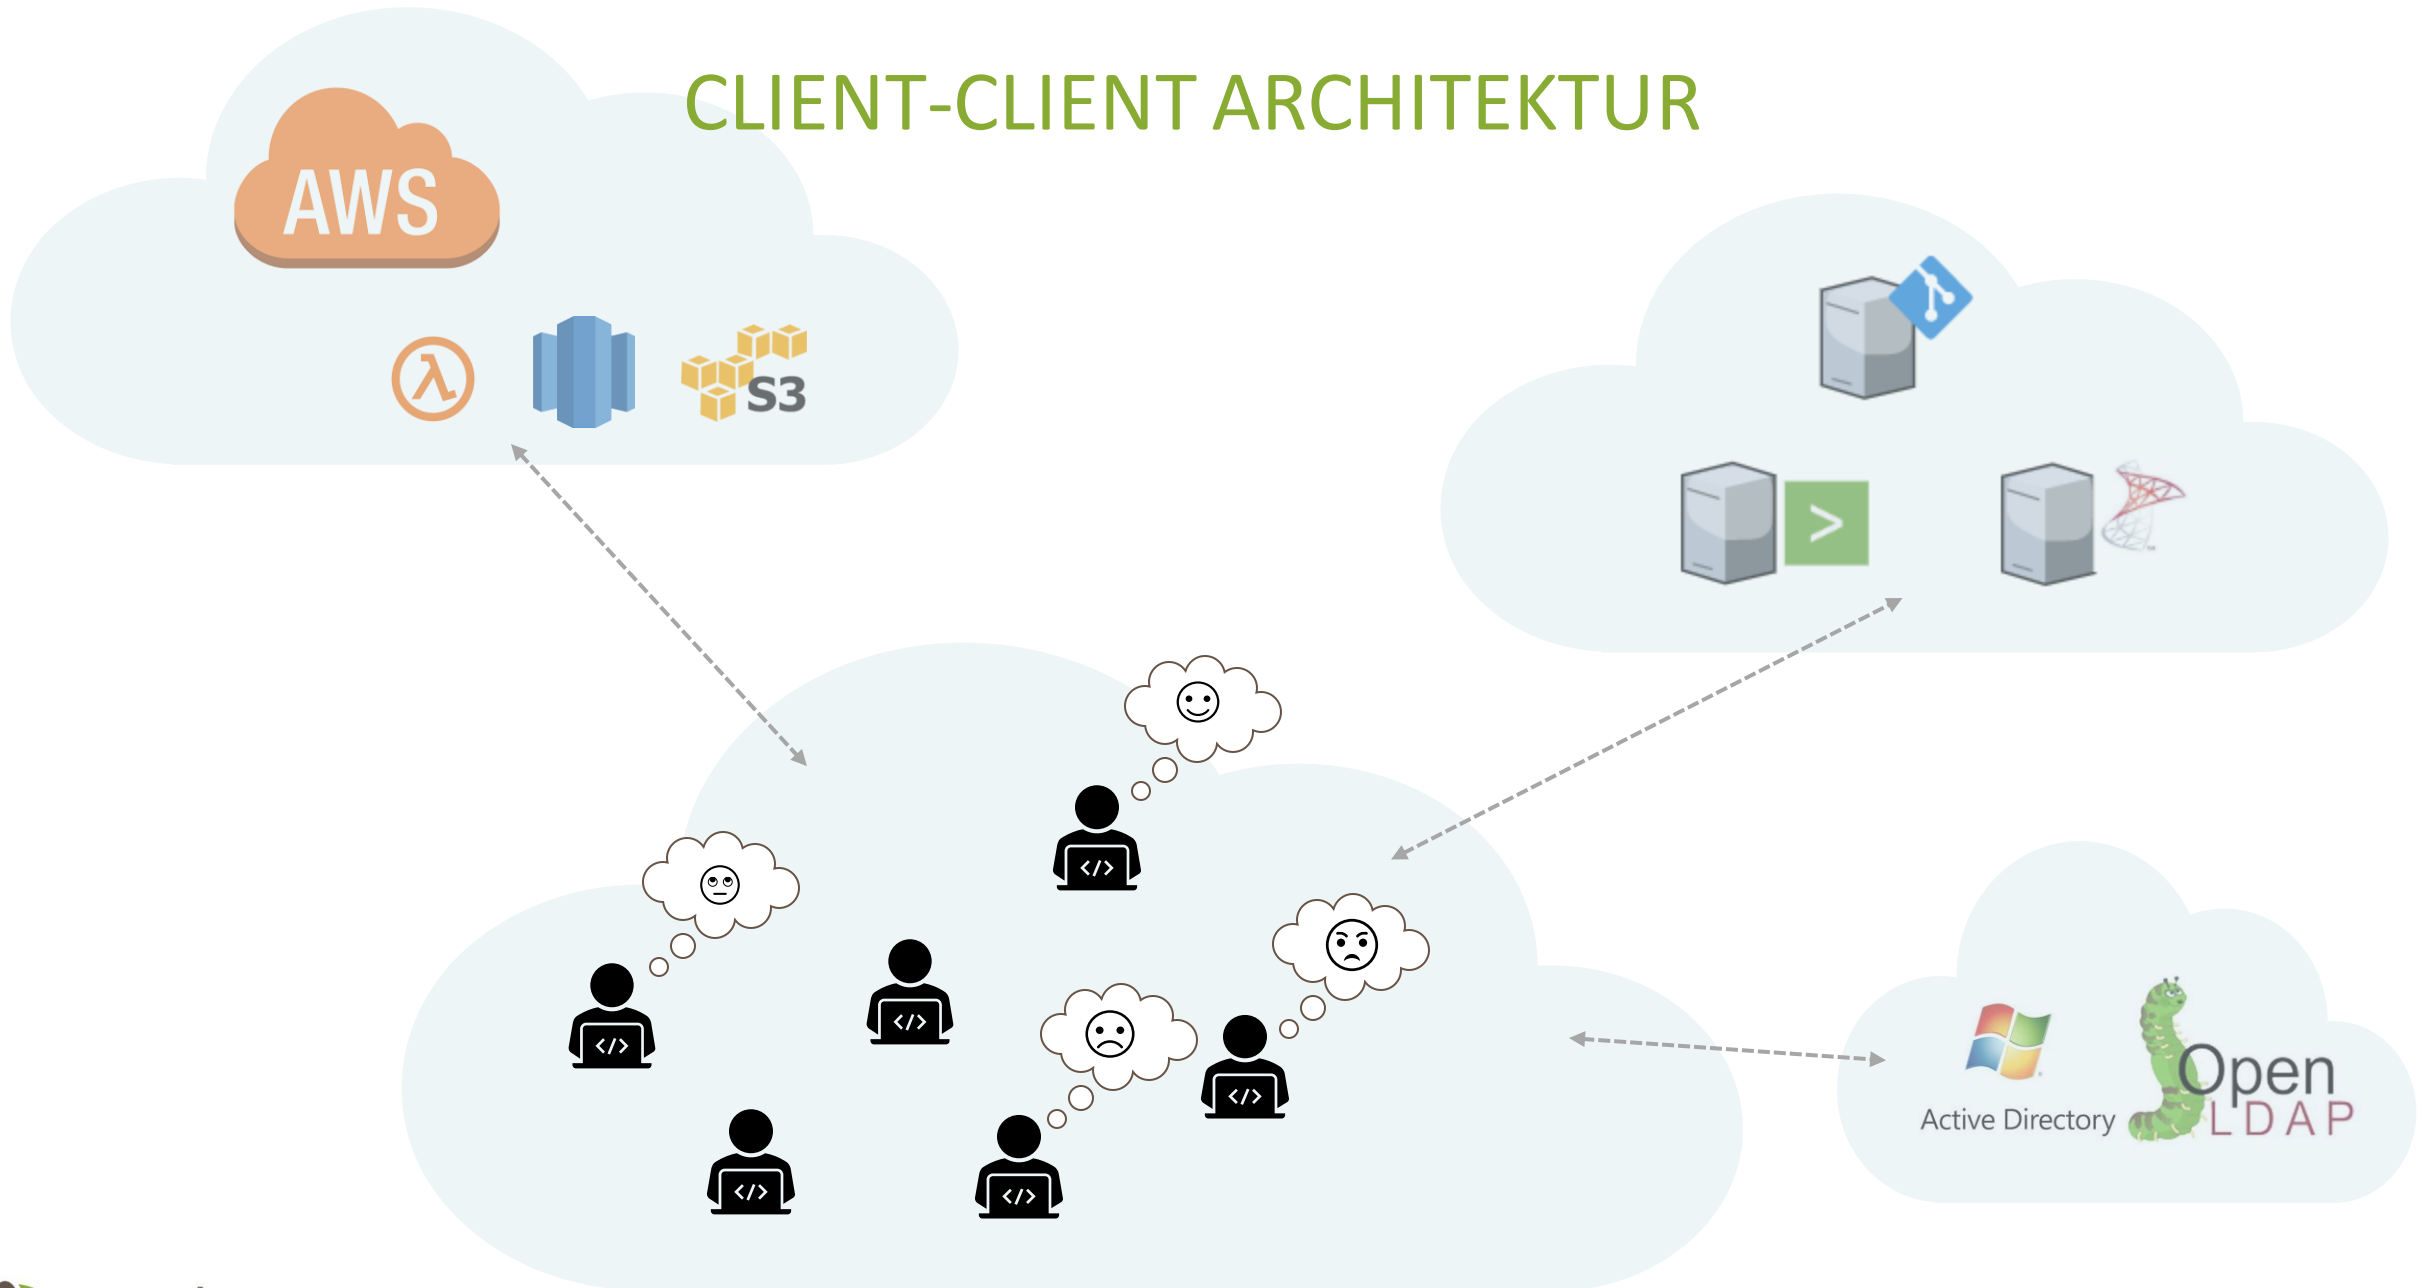 CLIENT-CLIENT ARCHITEKTUR
AWS
λ
S3
>
</>
</>
</>
</>
</>
</>
Active Directory
Open
LDAP